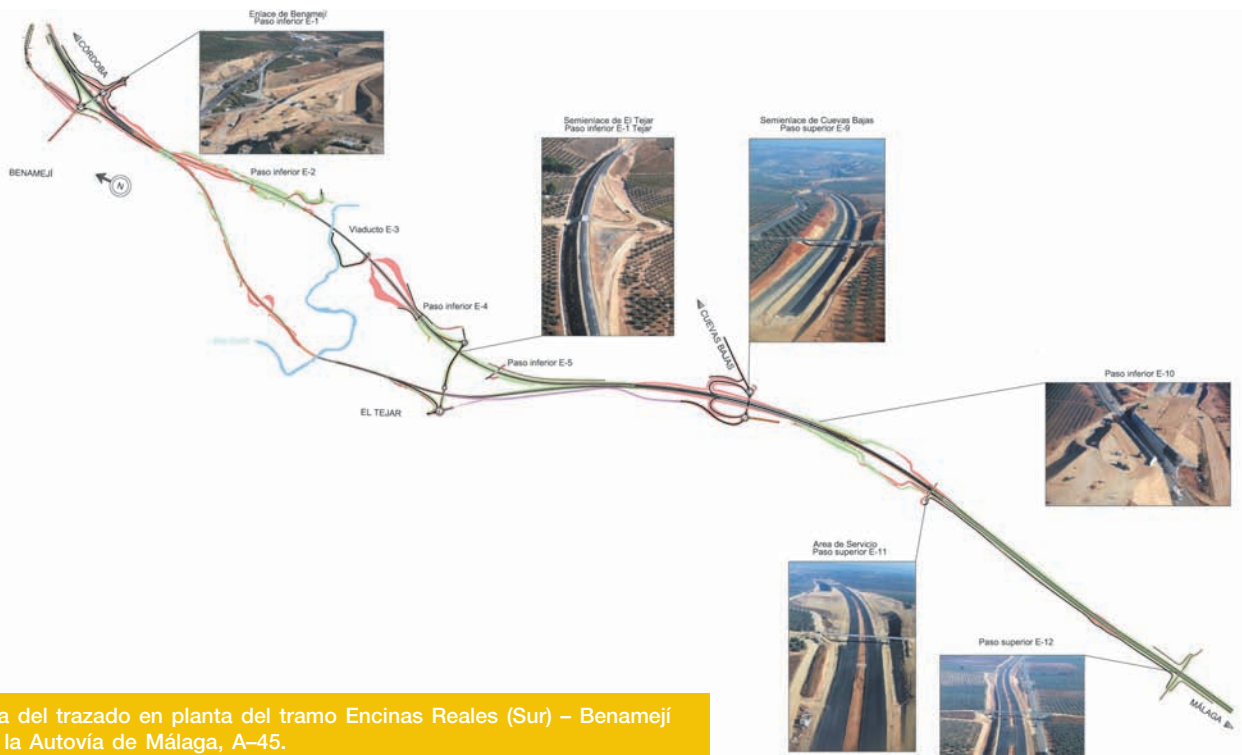 Enlace de Benamejí
Paso inferior E-1
CÓRDOBA
BENAMEJÍ
N
Paso inferior E-2
Viaducto E-3
Paso inferior E-4
Paso inferior E-5
EL TEJAR
Semienlace de El Tejar
Paso inferior E-1 Tejar
Semienlace de Cuevas Bajas
Paso superior E-9
CUEVAS BAJAS
Paso inferior E-10
Area de Servicio
Paso superior E-11
Paso superior E-12
MÁLAGA
del trazado en planta del tramo Encinas Reales (Sur) – Benamejí
la Autovía de Málaga, A–45.